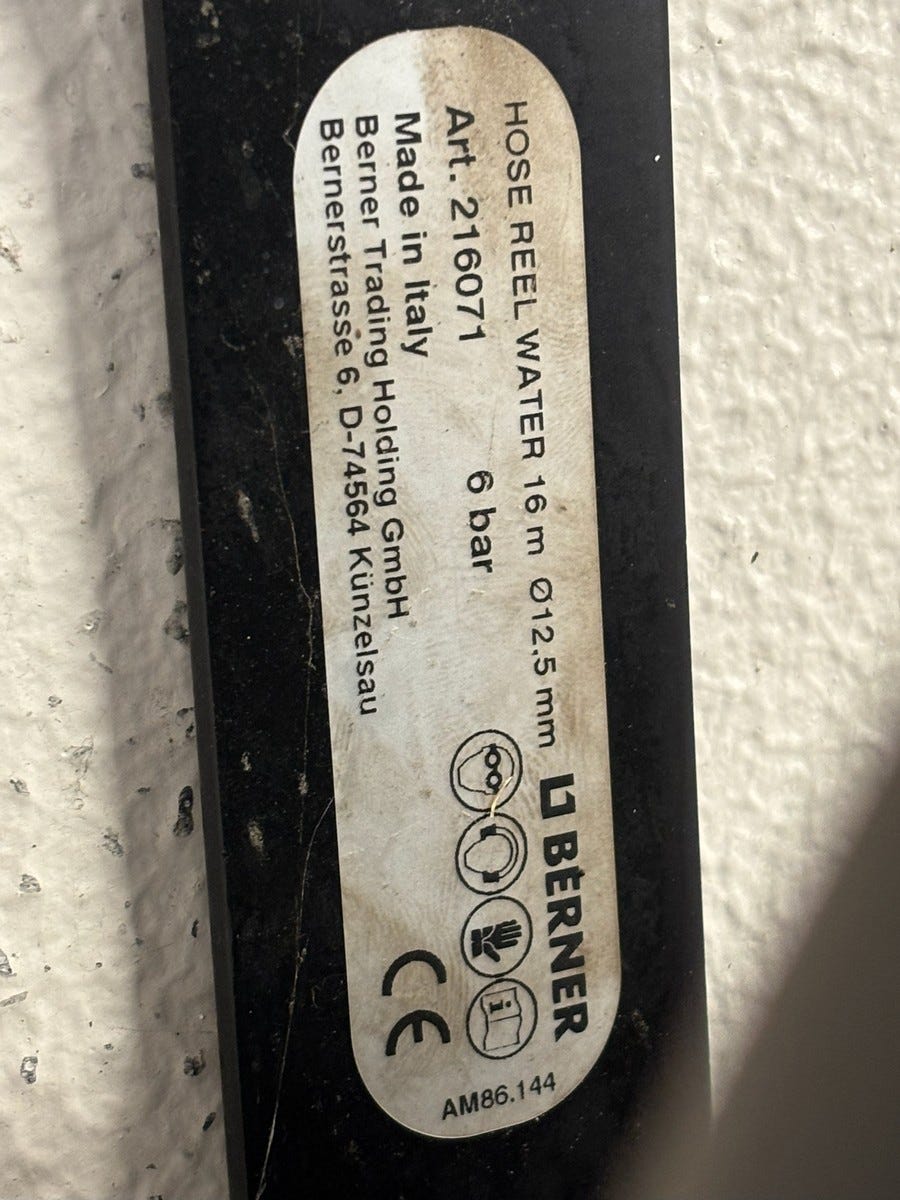 HOSE REEL WATER 16 m Ø12,5 mm
BERNER
Art. 216071 6 bar
Made in Italy
Berner Trading Holding GmbH
Bernerstrasse 6, D-74564 Künzelsau
i
CE
AM86.144